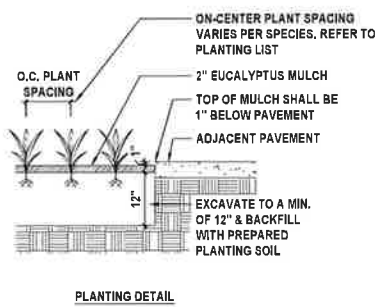 ON-CENTER PLANT SPACING
VARIES PER SPECIES, REFER TO
PLANTING LIST
O.C. PLANT
SPACING
2" EUCALYPTUS MULCH
TOP OF MULCH SHALL BE
1" BELOW PAVEMENT
1"
ADJACENT PAVEMENT
12"
EXCAVATE TO A MIN.
OF 12" & BACKFILL
WITH PREPARED
PLANTING SOIL
PLANTING DETAIL